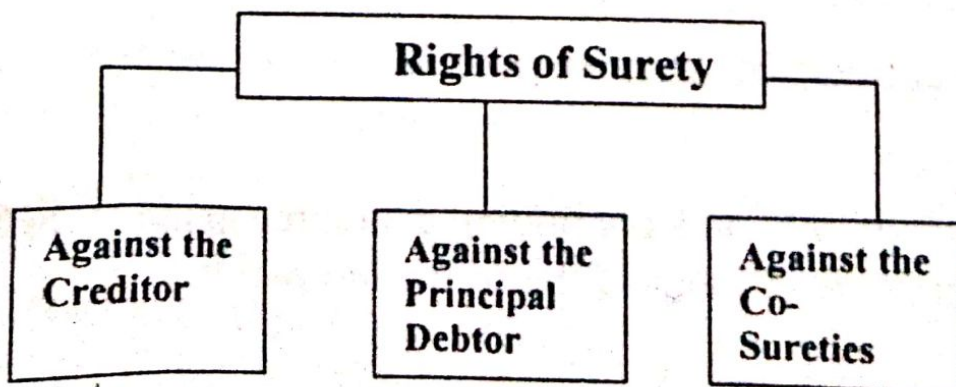 Rights of Surety
Against the
Creditor
Against the
Principal
Debtor
Against the
Co-
Sureties